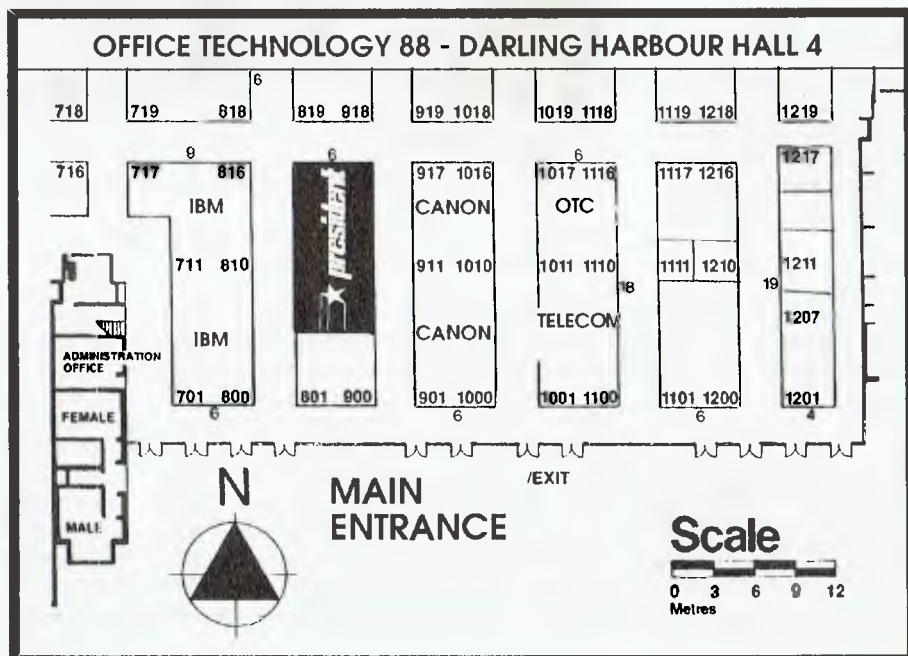 OFFICE TECHNOLOGY 88 - DARLING HARBOUR HALL 4
6
718 719 818 819 918 919 1018 1019 1118 1119 1218 1219
9 6 6
716 717 816 917 1016 1017 1116 1117 1216 1217
IBM president CANON OTC
711 810 911 1010 1011 1110 1111 1210 1211
18 19
IBM CANON TELECOM 1207
ADMINISTRATION
OFFICE
701 800 801 900 901 1000 1001 1100 1101 1200 1201
6 6 6 4
FEMALE
MALE
N
MAIN
ENTRANCE
/EXIT
Scale
0 3 6 9 12
Metres